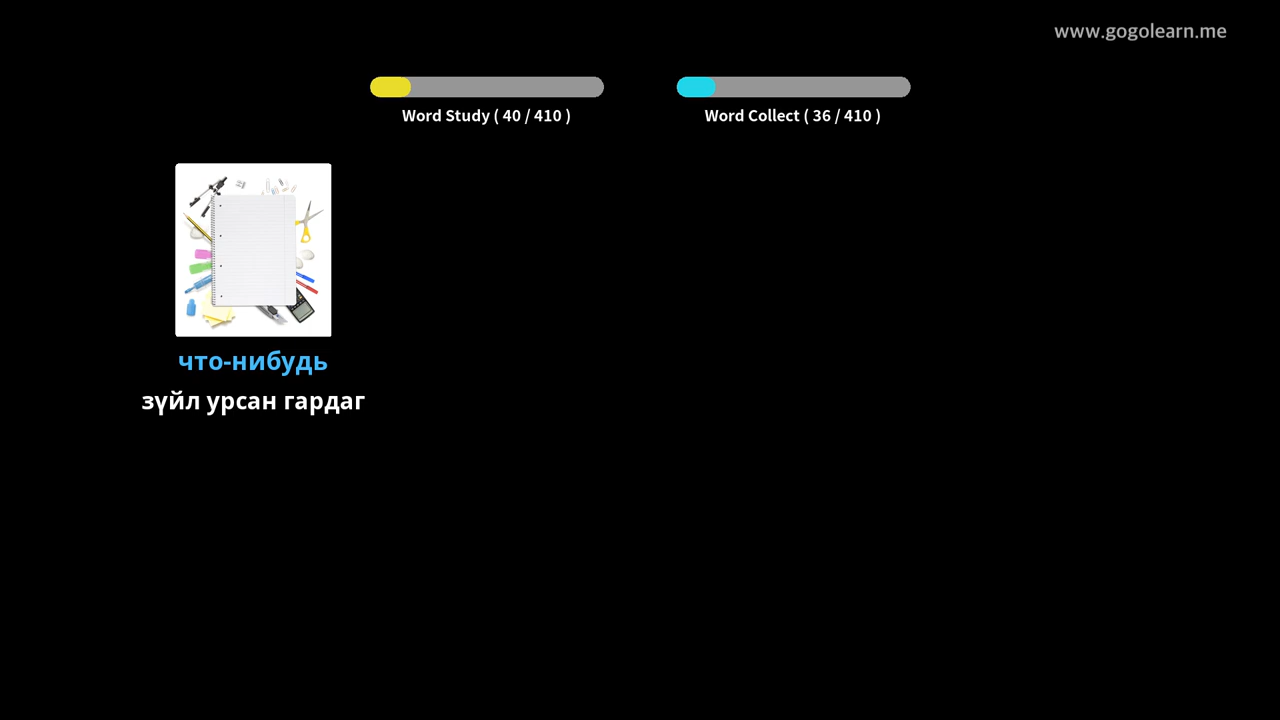 www.gogolearn.me
Word Study ( 40 / 410 )
Word Collect ( 36 / 410 )
что-нибудь
зүйл урсан гардаг